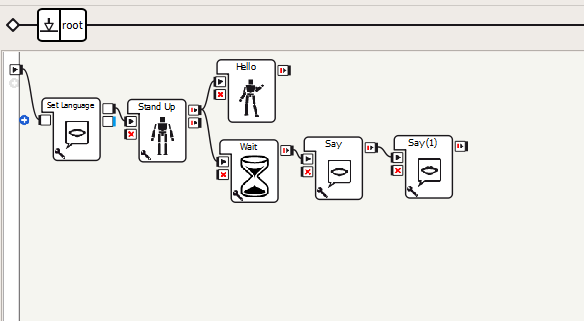 root
Hello
Set Language
Stand Up
Wait
Say
Say (1)